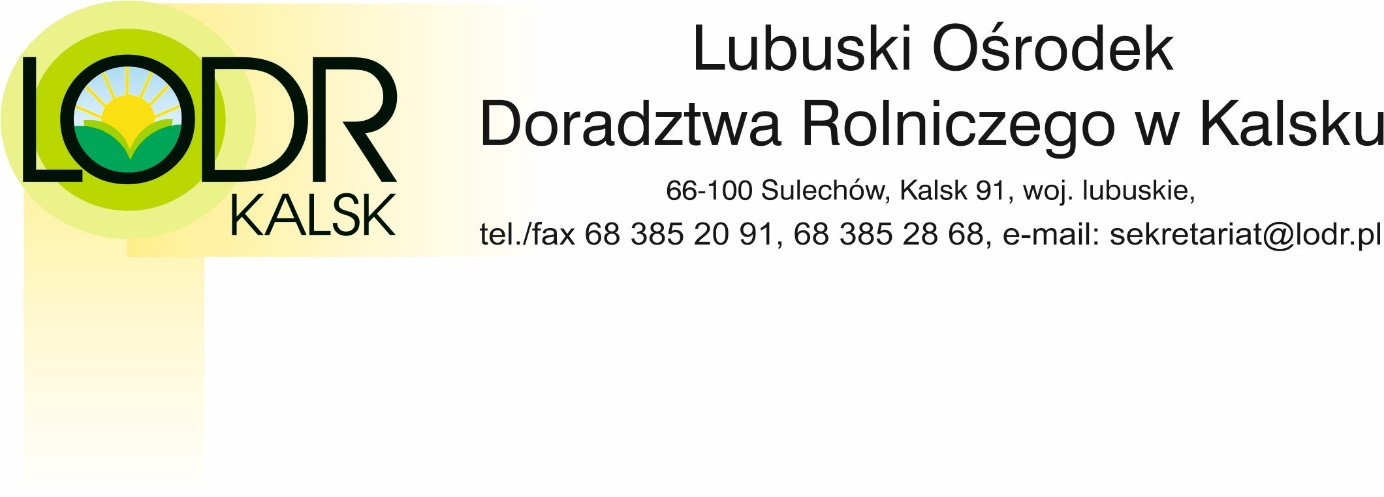 LODR
KALSK
Lubuski Ośrodek
Doradztwa Rolniczego w Kalsku
66-100 Sulechów, Kalsk 91, woj. lubuskie,
tel./fax 68 385 20 91, 68 385 28 68, e-mail: sekretariat@lodr.pl